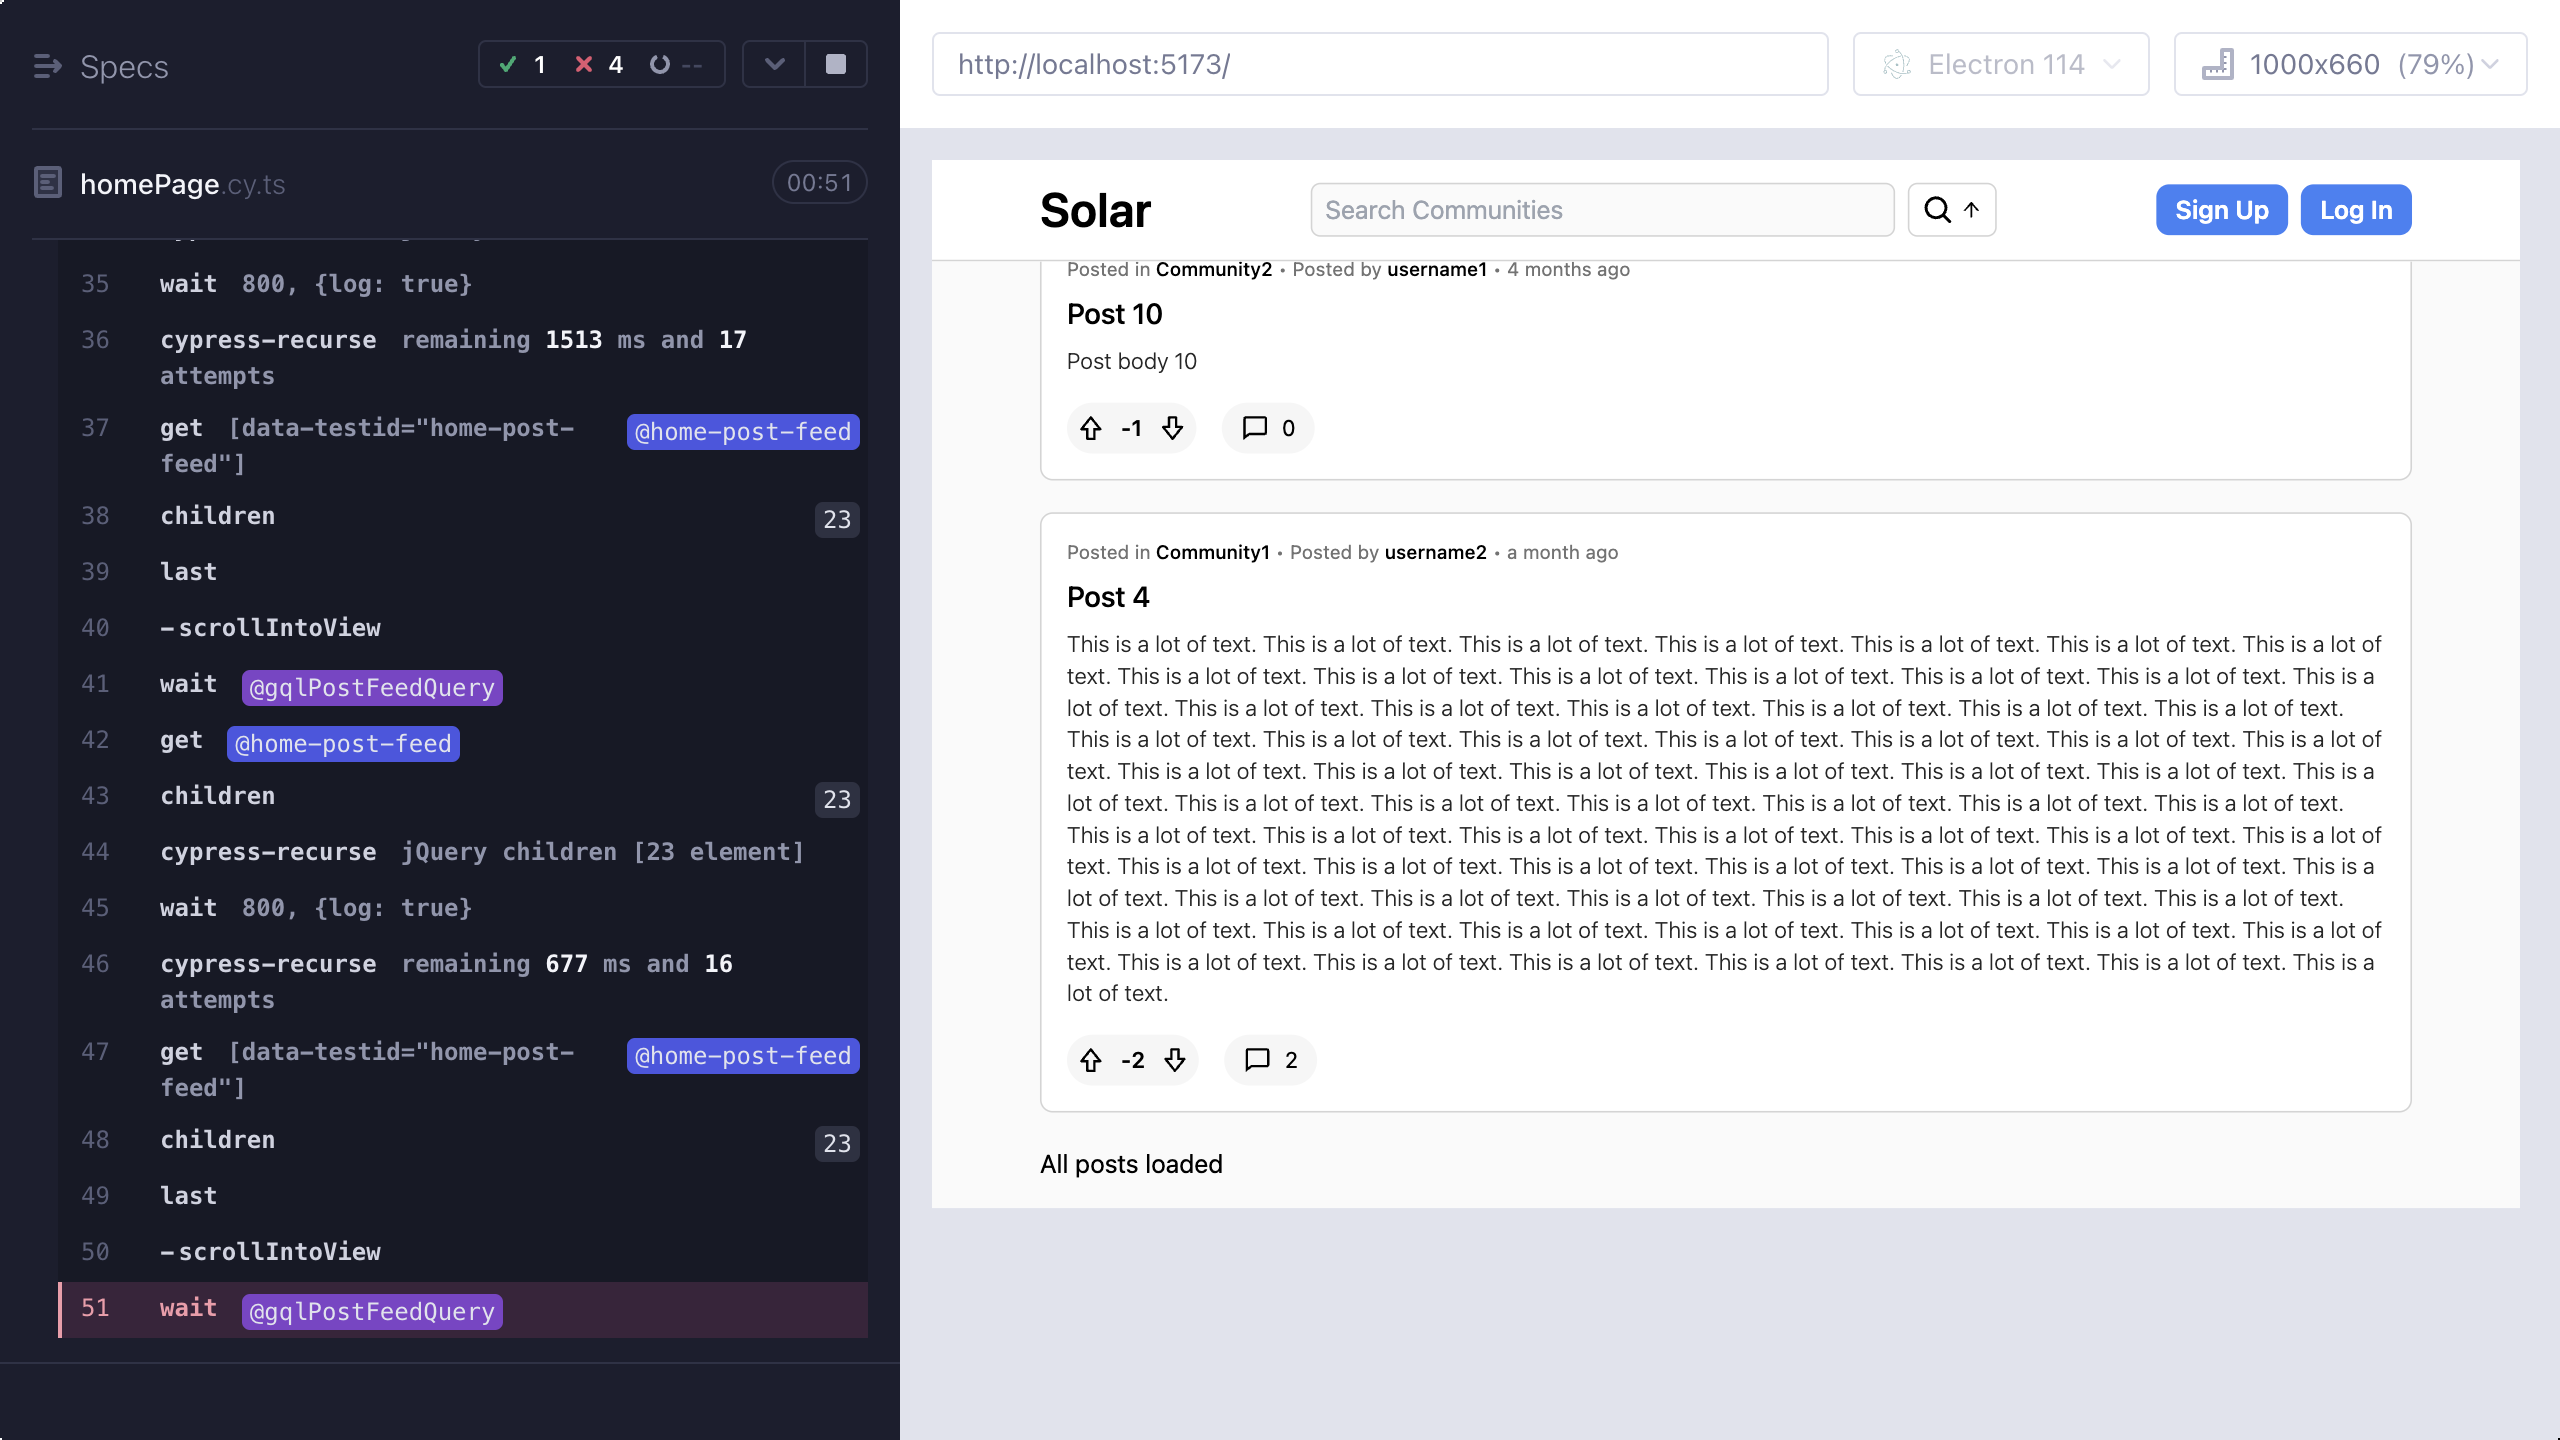 Specs
1
4
--
homePage.cy.ts
00:51
35 wait 800, {log: true}
36 cypress-recurse remaining 1513 ms and 17
attempts
37 get [data-testid="home-post- @home-post-feed
feed"]
38 children 23
39 last
40 -scrollIntoView
41 wait @gqlPostFeedQuery
42 get @home-post-feed
43 children 23
44 cypress-recurse jQuery children [23 element]
45 wait 800, {log: true}
46 cypress-recurse remaining 677 ms and 16
attempts
47 get [data-testid="home-post- @home-post-feed
feed"]
48 children 23
49 last
50 -scrollIntoView
51 wait @gqlPostFeedQuery
http://localhost:5173/
Electron 114
1000x660 (79%)
Solar
Search Communities
Sign Up
Log In
Posted in Community2 • Posted by username1 • 4 months ago
Post 10
Post body 10
-1
0
Posted in Community1 • Posted by username2 • a month ago
Post 4
This is a lot of text. This is a lot of text. This is a lot of text. This is a lot of text. This is a lot of text. This is a lot of text. This is a lot of
text. This is a lot of text. This is a lot of text. This is a lot of text. This is a lot of text. This is a lot of text. This is a lot of text. This is a
lot of text. This is a lot of text. This is a lot of text. This is a lot of text. This is a lot of text. This is a lot of text. This is a lot of text.
This is a lot of text. This is a lot of text. This is a lot of text. This is a lot of text. This is a lot of text. This is a lot of text. This is a lot of
text. This is a lot of text. This is a lot of text. This is a lot of text. This is a lot of text. This is a lot of text. This is a lot of text. This is a
lot of text. This is a lot of text. This is a lot of text. This is a lot of text. This is a lot of text. This is a lot of text. This is a lot of text.
This is a lot of text. This is a lot of text. This is a lot of text. This is a lot of text. This is a lot of text. This is a lot of text. This is a lot of
text. This is a lot of text. This is a lot of text. This is a lot of text. This is a lot of text. This is a lot of text. This is a lot of text. This is a
lot of text. This is a lot of text. This is a lot of text. This is a lot of text. This is a lot of text. This is a lot of text. This is a lot of text.
This is a lot of text. This is a lot of text. This is a lot of text. This is a lot of text. This is a lot of text. This is a lot of text. This is a lot of
text. This is a lot of text. This is a lot of text. This is a lot of text. This is a lot of text. This is a lot of text. This is a lot of text. This is a
lot of text.
-2
2
All posts loaded